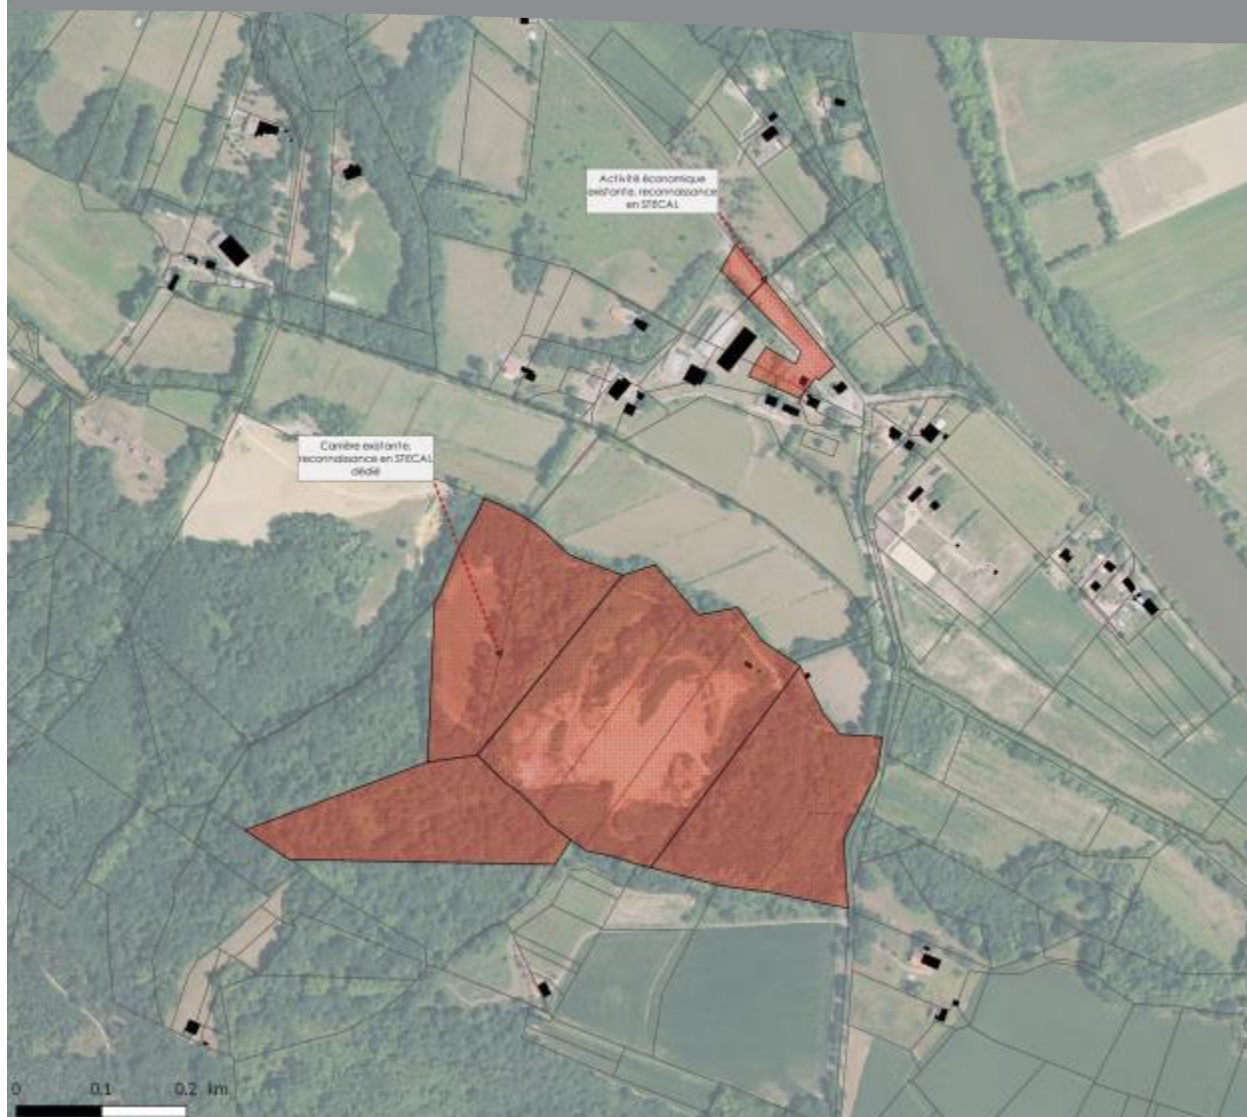 Activité économique
existante, reconnaissance
en STECAL
Carrière existante,
reconnaissance en STECAL
dédié
0 0.1 0.2 km